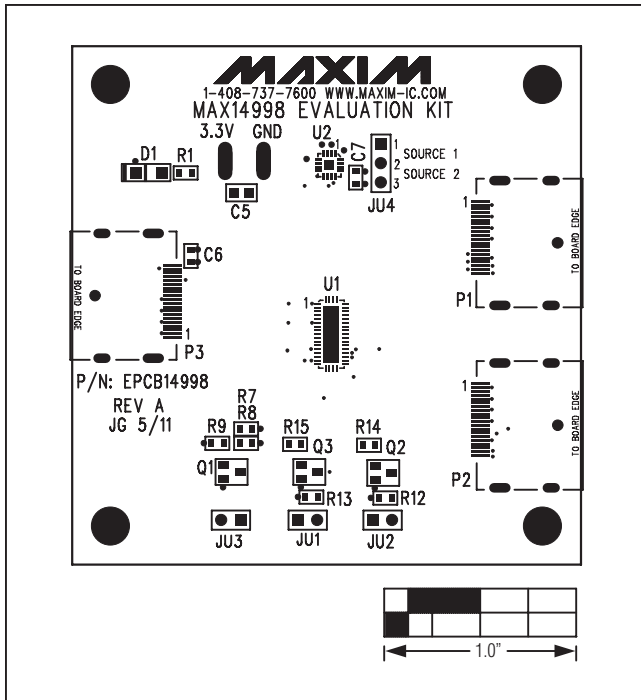 MAXIM
1-408-737-7600 WWW.MAXIM-IC.COM
MAX14998 EVALUATION KIT
3.3V GND
U2
1
D1
R1
C7
1
2
3
SOURCE 1
SOURCE 2
JU4
C5
C6
TO BOARD EDGE
1
P3
U1
1
1
TO BOARD EDGE
P1
1
TO BOARD EDGE
P2
P/N: EPCB14998
REV A
JG 5/11
R7
R8
R9
R15
R14
Q1
Q3
Q2
R13
R12
JU3
JU1
JU2
1.0"